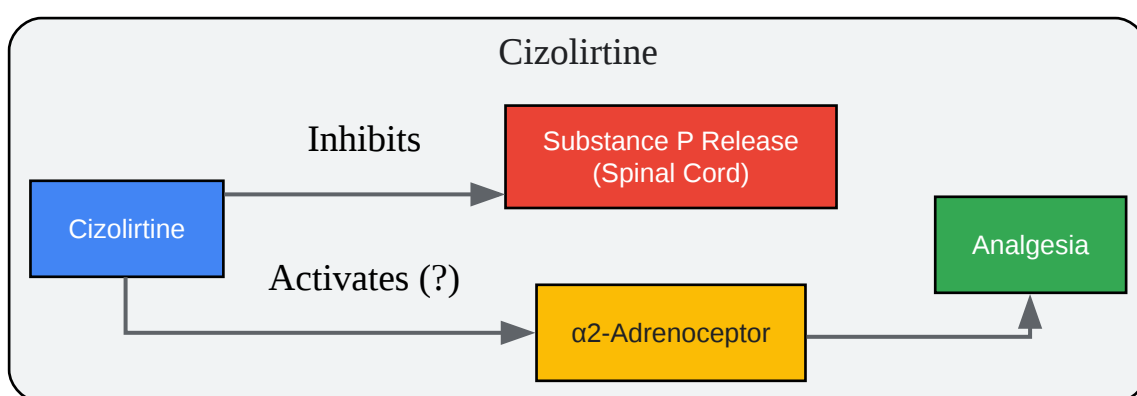 Cizolirtine
Inhibits
Substance P Release
(Spinal Cord)
Cizolirtine
Analgesia
Activates (?)
α2-Adrenoceptor